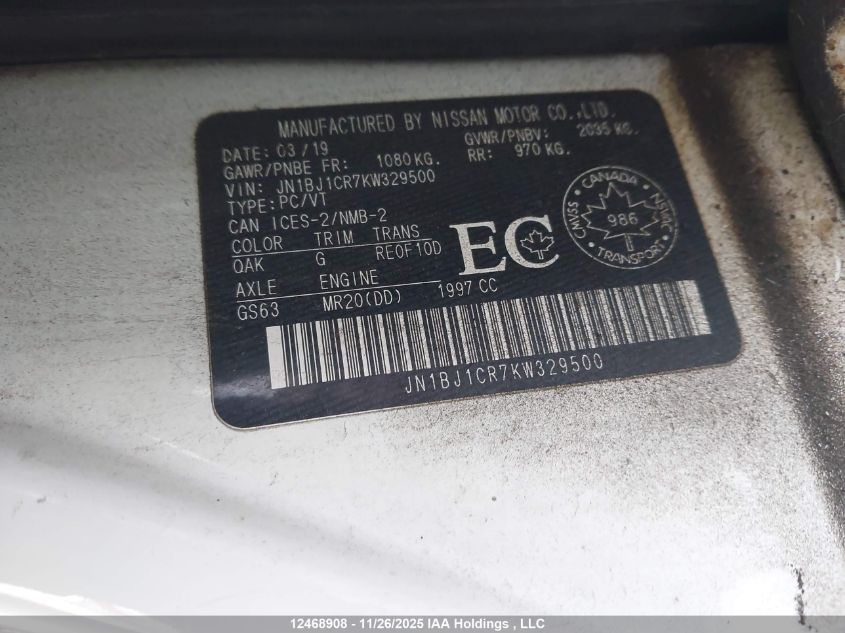 MANUFACTURED BY NISSAN MOTOR CO.,LTD.
DATE: 03/19 GVWR/PNBV: 2035 KG.
GAWR/PNBE FR: 1080KG. RR: 970 KG.
VIN: JN1BJ1CR7KW329500
TYPE:PC/VT
CAN ICES-2/NMB-2
COLOR TRIM TRANS
QAK G RE0F10D
AXLE ENGINE
GS63 MR20(DD) 1997 CC
EC
CANADA
CMVSS
986
NSVAC
TRANSPORT
JN1BJ1CR7KW329500
12468908 - 11/26/2025 IAA Holdings , LLC